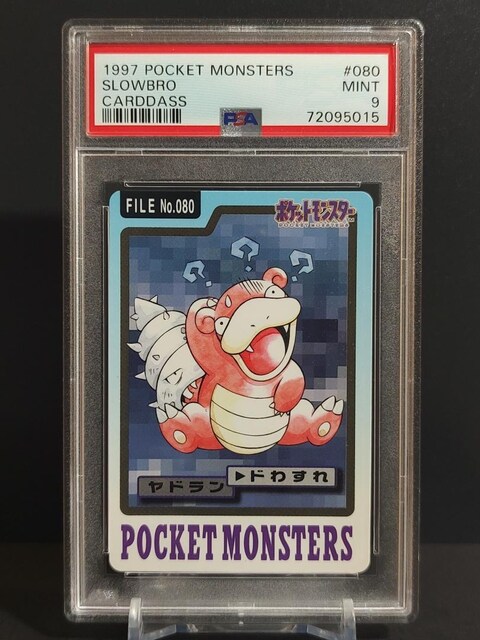 1997 POCKET MONSTERS #080
SLOWBRO MINT
CARDDASS 9
PSA 72095015
FILE No.080
ポケットモンスター
POCKET MONSTERS
? ? ?
ヤドラン
▶ドわすれ
POCKET MONSTERS